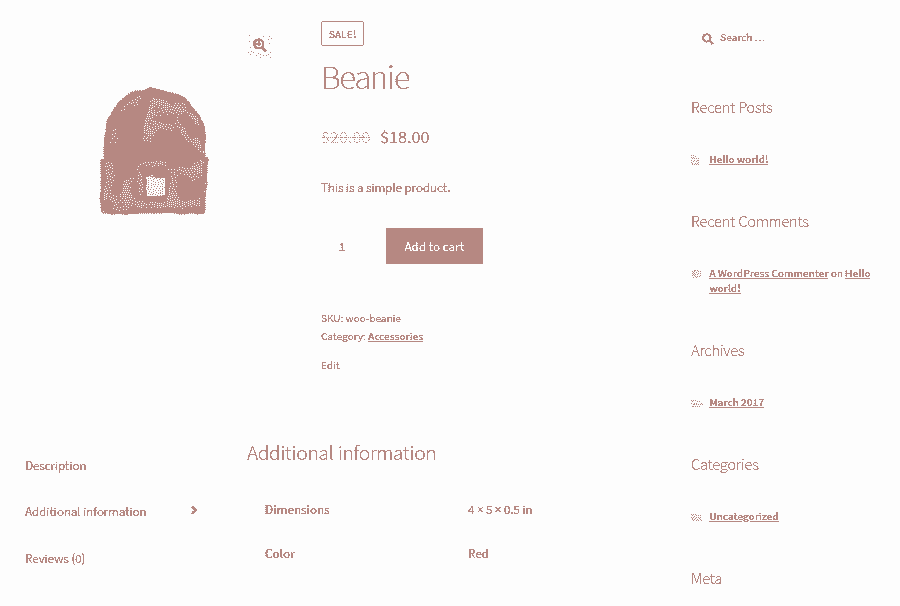 SALE!
Beanie
$20.00 $18.00
This is a simple product.
1
Add to cart
SKU: woo-beanie
Category: Accessories
Edit
Description
Additional information
Reviews (0)
Additional information
Dimensions 4 × 5 × 0.5 in
Color Red
Search ...
Recent Posts
Hello world!
Recent Comments
A WordPress Commenter on Hello
world!
Archives
March 2017
Categories
Uncategorized
Meta